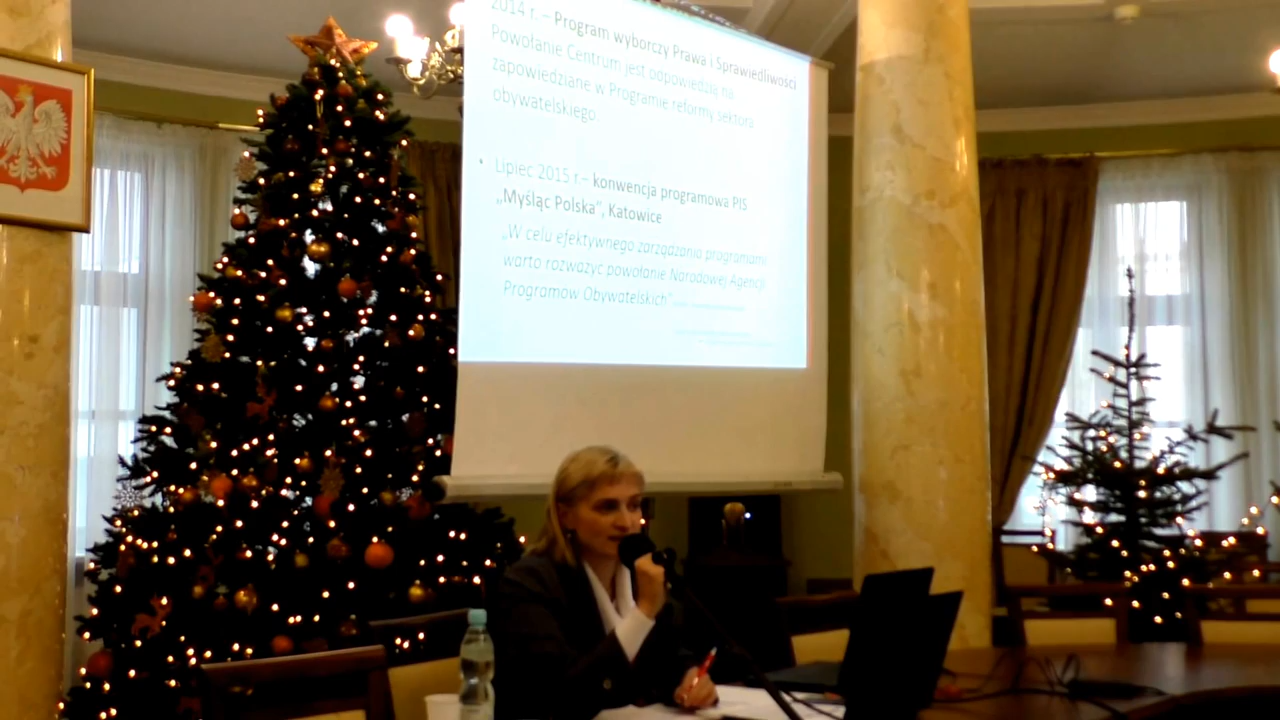 2014 r. – Program wyborczy Prawa i Sprawiedliwości
Powołanie Centrum jest odpowiedzią na
zapowiedziane w Programie reformy sektora
obywatelskiego.
• Lipiec 2015 r.– konwencja programowa PIS
„Myśląc Polska”, Katowice
„W celu efektywnego zarządzania programami
warto rozważyć powołanie Narodowej Agencji
Programów Obywatelskich”